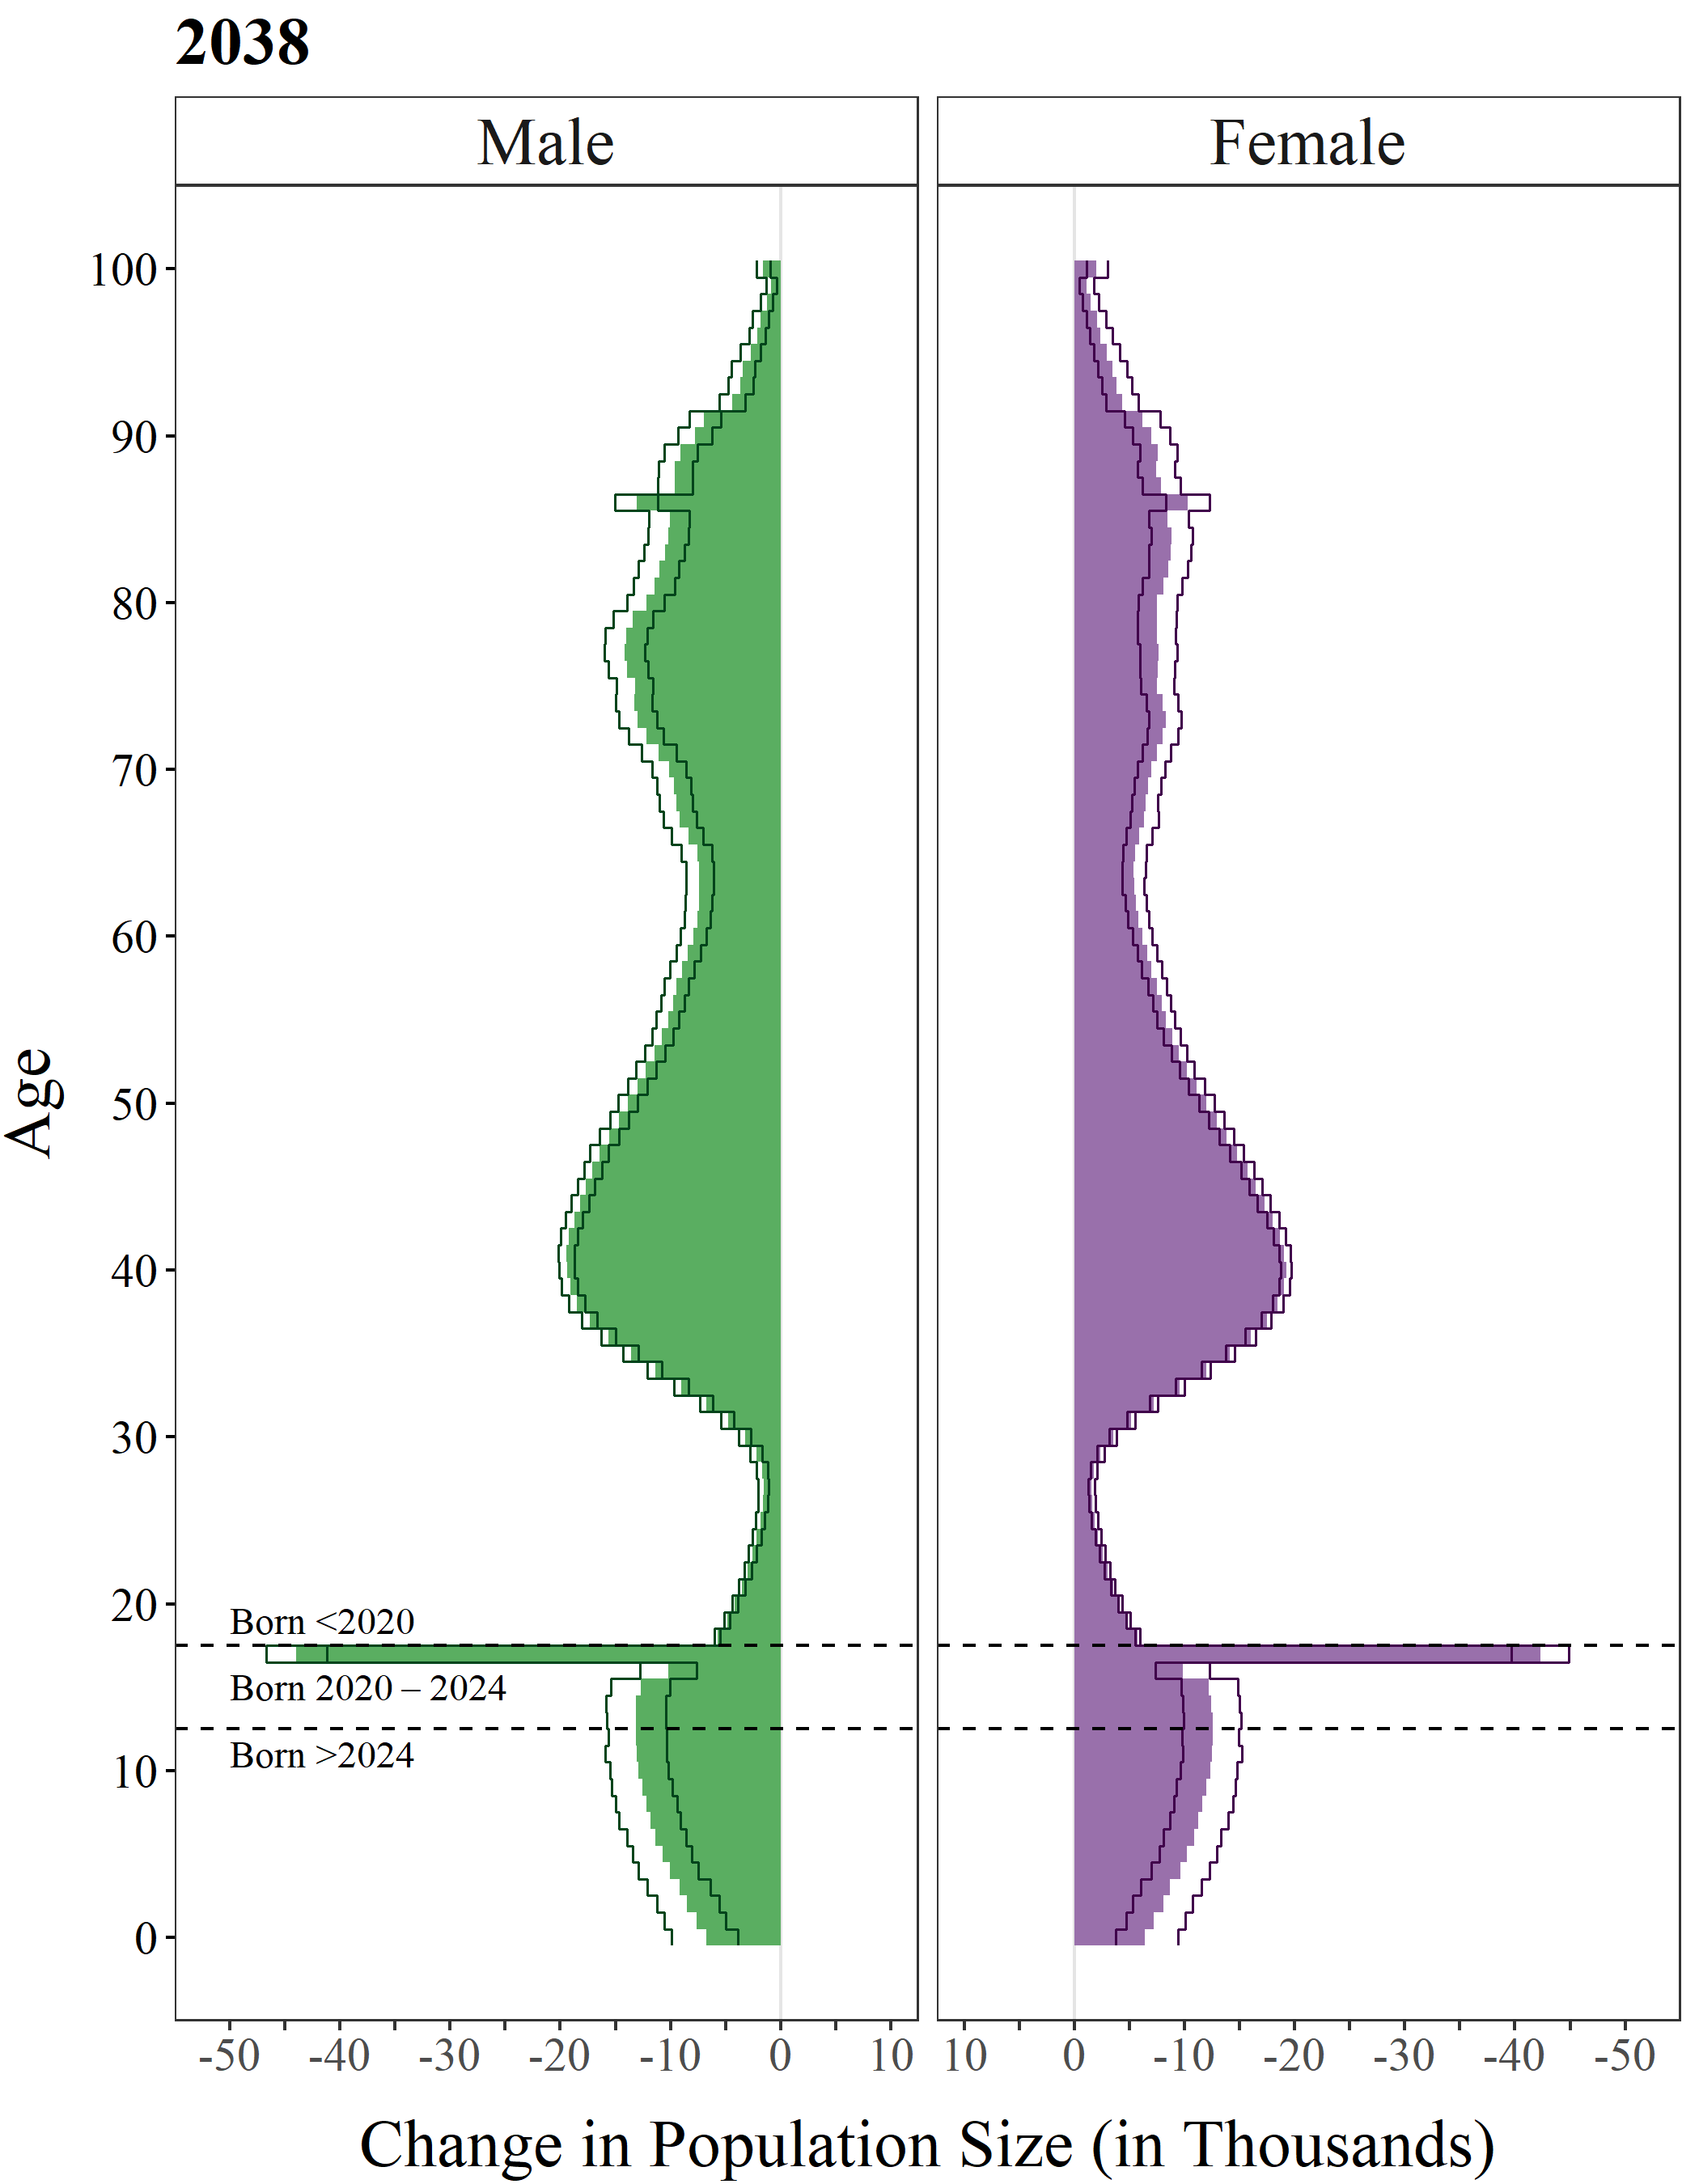 2038
Male
Female
100
90
80
70
60
50
40
30
20
10
0
Age
Born <2020
Born 2020 – 2024
Born >2024
-50 -40 -30 -20 -10 0 10
10 0 -10 -20 -30 -40 -50
Change in Population Size (in Thousands)